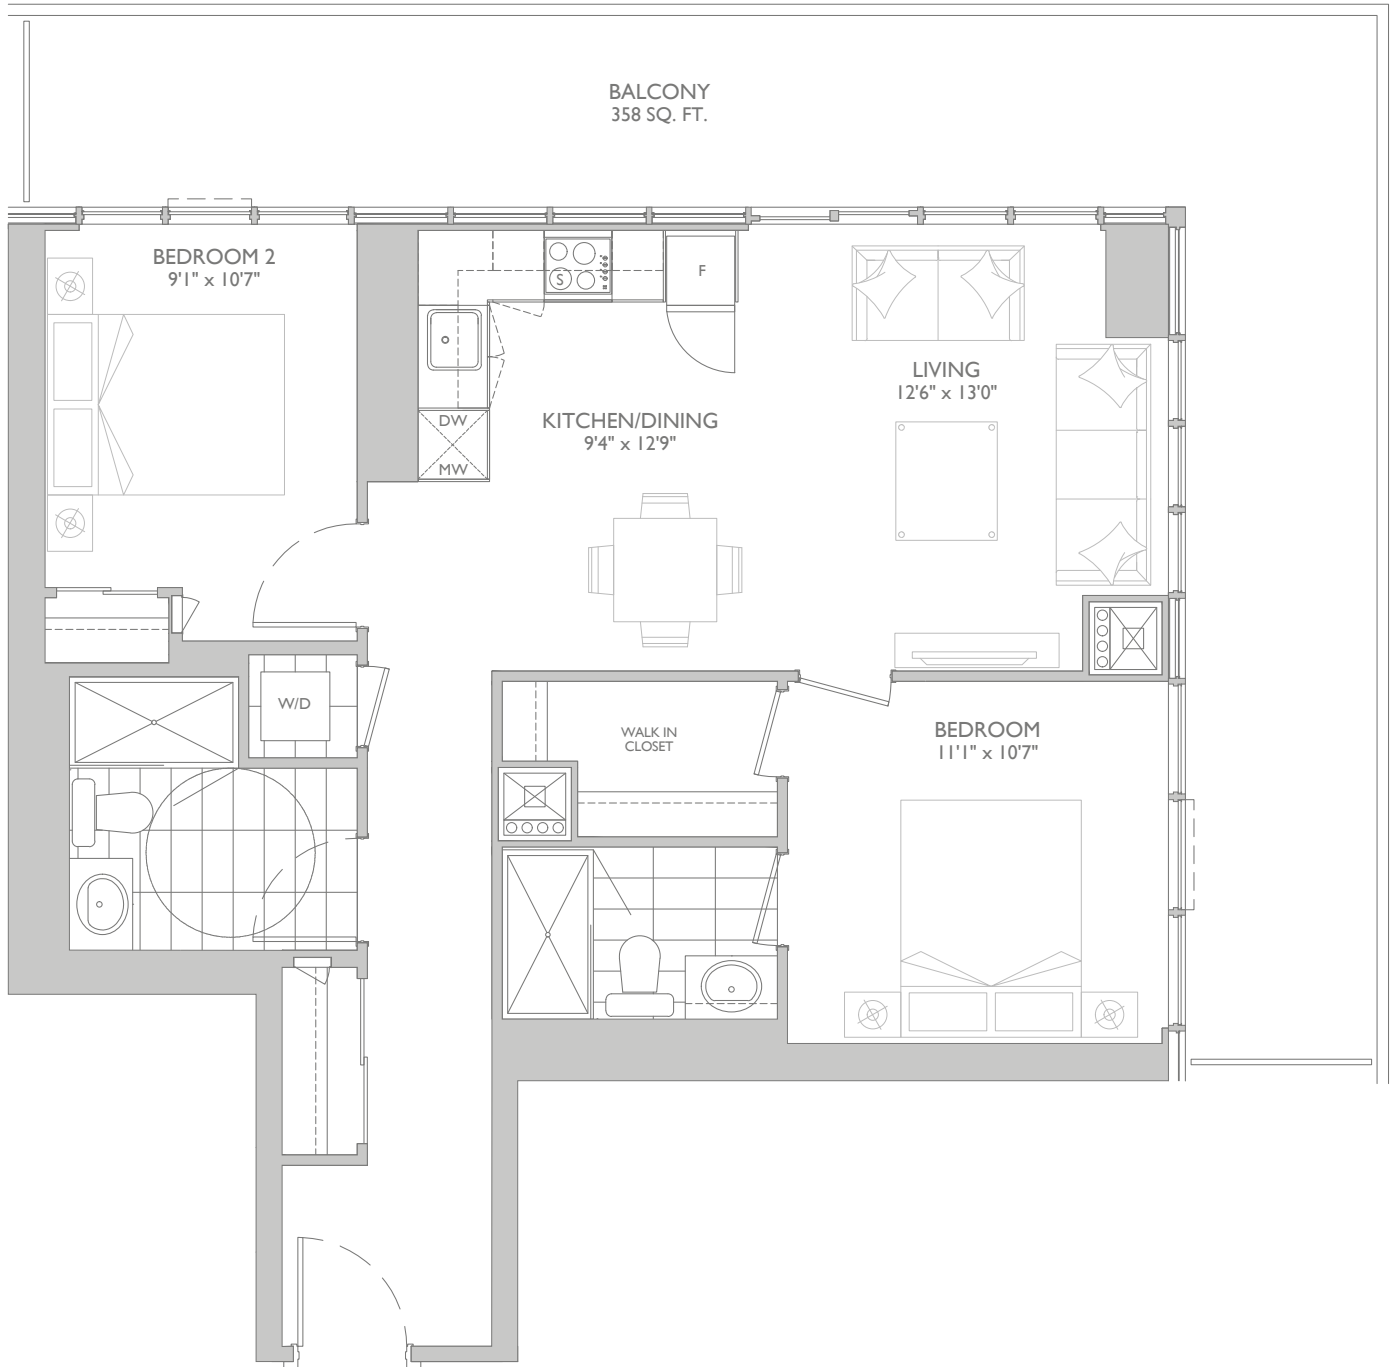 BALCONY
358 SQ. FT.
BEDROOM 2
9'1" x 10'7"
S
F
LIVING
12'6" x 13'0"
DW
MW
KITCHEN/DINING
9'4" x 12'9"
W/D
WALK IN
CLOSET
BEDROOM
11'1" x 10'7"